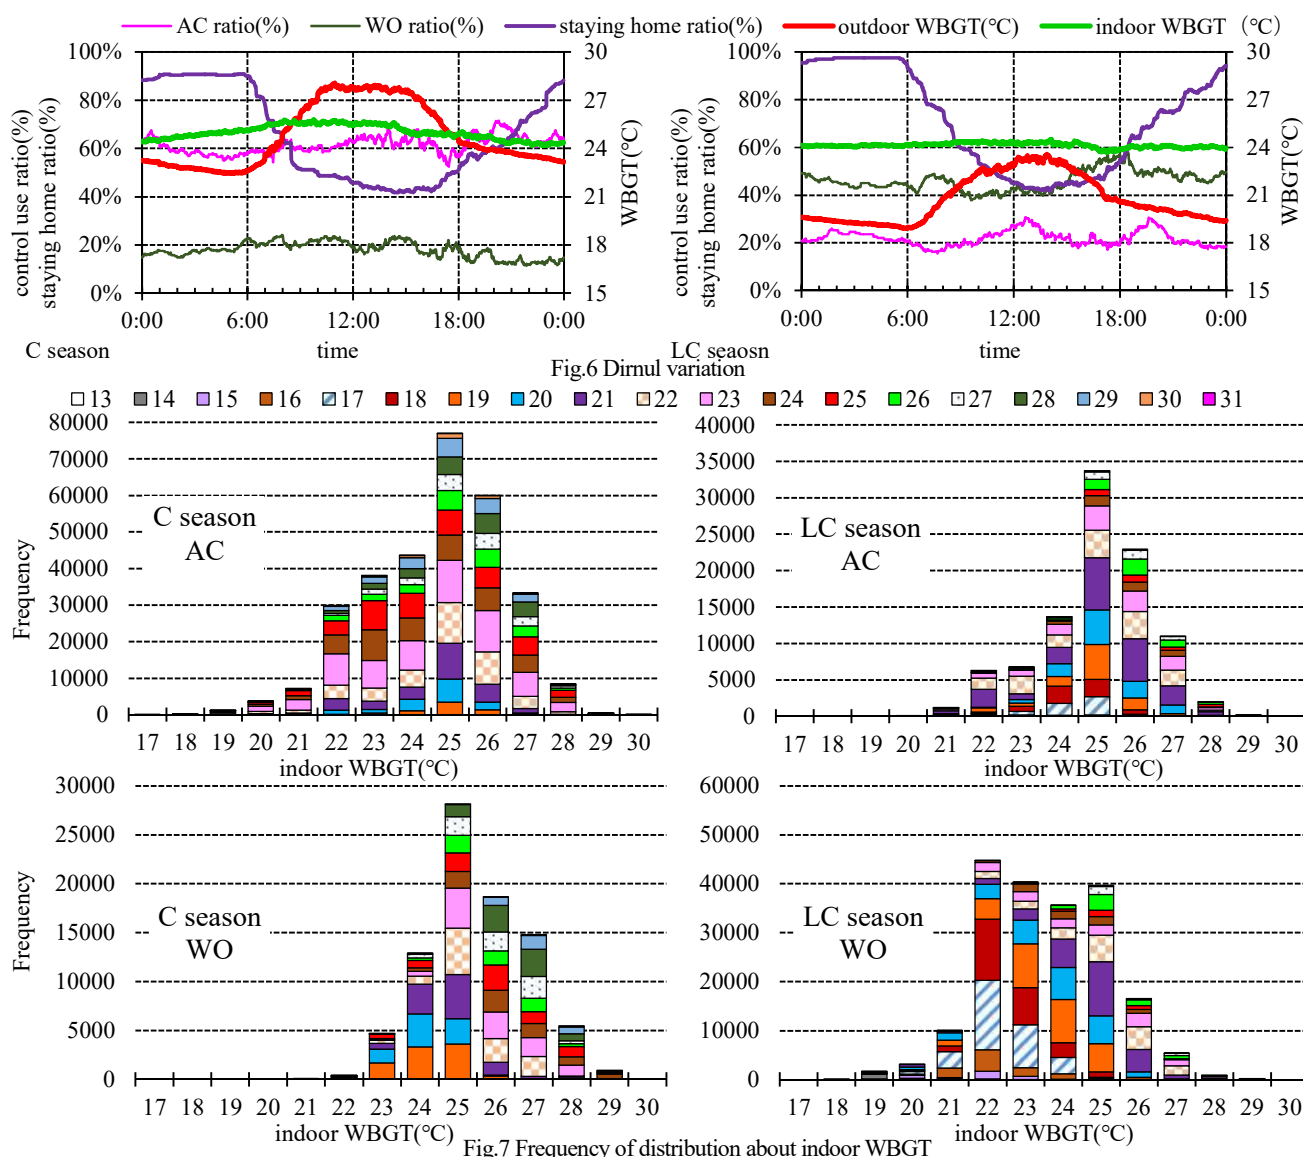 AC ratio(%) WO ratio(%) staying home ratio(%) outdoor WBGT(℃) indoor WBGT (℃)
control use ratio(%)
staying home ratio(%)
100%
80%
60%
40%
20%
0%
30
27
24
21
18
15
WBGT(℃)
0:00 6:00 12:00 18:00 0:00
C season
time
control use ratio(%)
staying home ratio(%)
100%
80%
60%
40%
20%
0%
30
27
24
21
18
15
WBGT(℃)
0:00 6:00 12:00 18:00 0:00
LC seaosn
time
Fig.6 Dirnul variation
13 14 15 16 17 18 19 20 21 22 23 24 25 26 27 28 29 30 31
Frequency
80000
70000
60000
50000
40000
30000
20000
10000
0
C season
AC
17 18 19 20 21 22 23 24 25 26 27 28 29 30
indoor WBGT(℃)
40000
35000
30000
25000
20000
15000
10000
5000
0
LC season
AC
17 18 19 20 21 22 23 24 25 26 27 28 29 30
indoor WBGT(℃)
Frequency
30000
25000
20000
15000
10000
5000
0
C season
WO
17 18 19 20 21 22 23 24 25 26 27 28 29 30
indoor WBGT(℃)
60000
50000
40000
30000
20000
10000
0
LC season
WO
17 18 19 20 21 22 23 24 25 26 27 28 29 30
indoor WBGT(℃)
Fig.7 Frequency of distribution about indoor WBGT